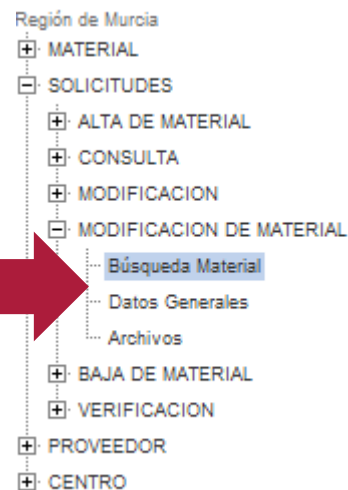 Región de Murcia
MATERIAL
SOLICITUDES
ALTA DE MATERIAL
CONSULTA
MODIFICACION
MODIFICACION DE MATERIAL
Búsqueda Material
Datos Generales
Archivos
BAJA DE MATERIAL
VERIFICACION
PROVEEDOR
CENTRO